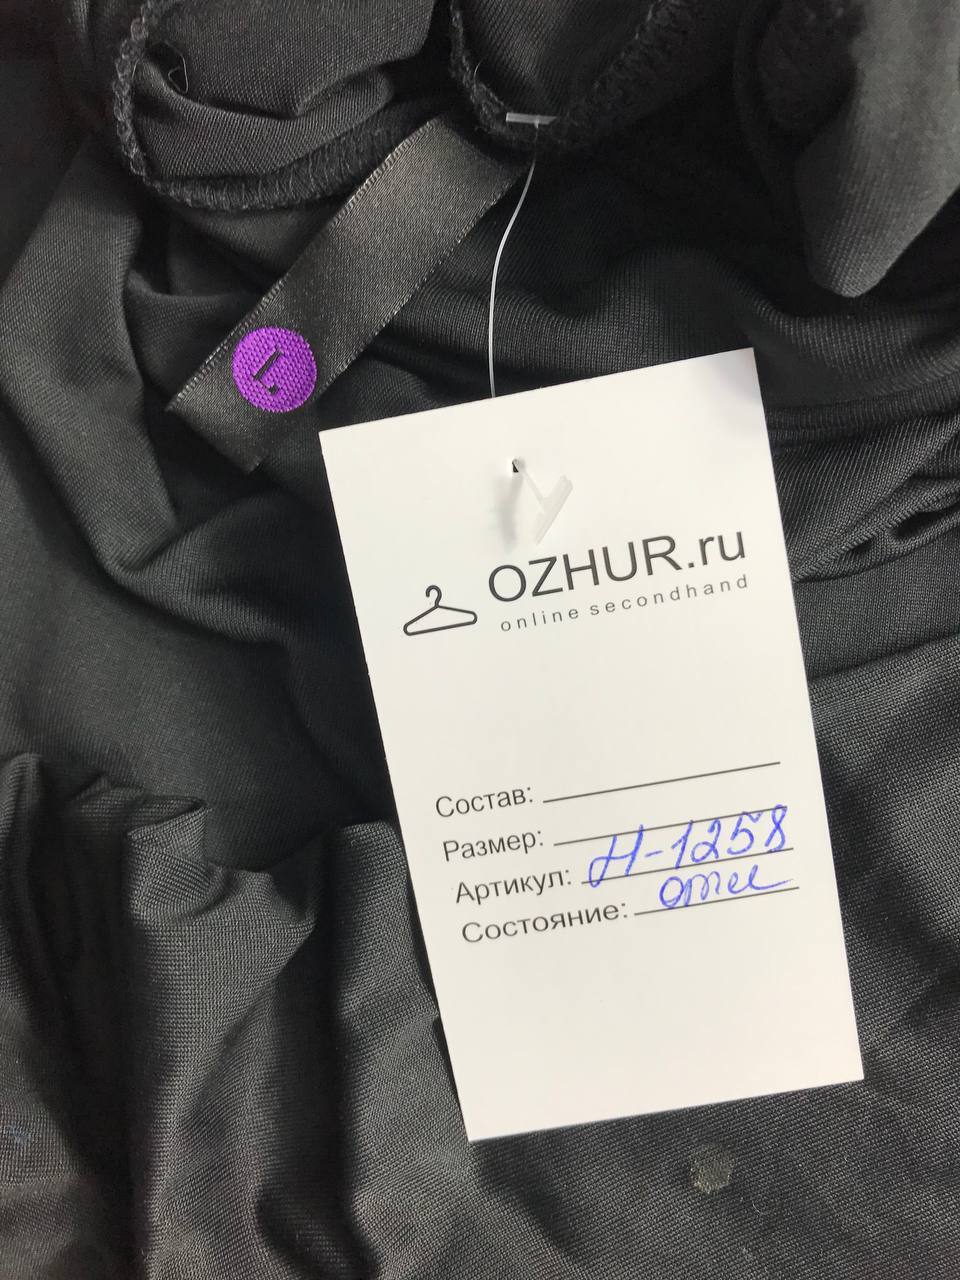 L
OZHUR.ru
online secondhand
Состав:
Размер:
Артикул: Н-1258
Состояние: отл